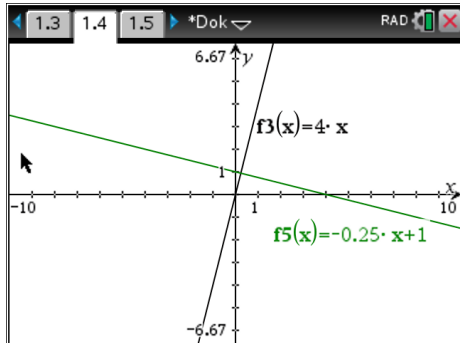 1.3 1.4 1.5 *Dok RAD
6.67 y
f3(x)=4· x
1
x
-10 1 10
f5(x)=-0.25· x+1
-6.67